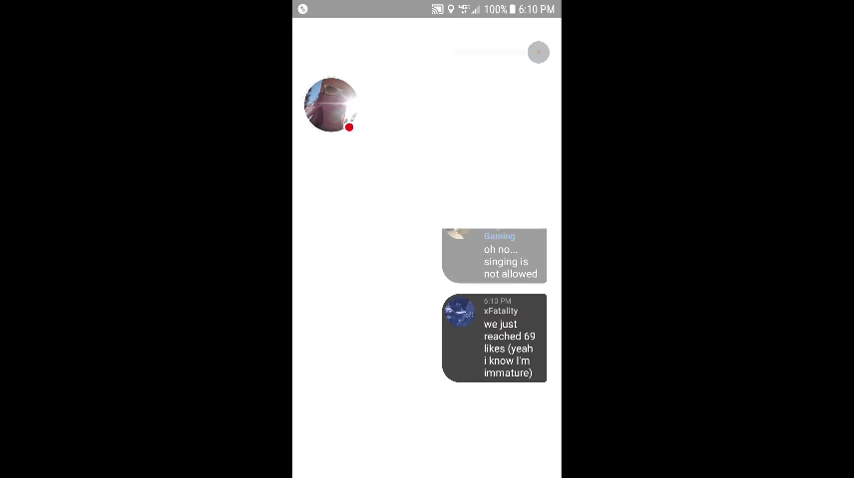 100% 6:10 PM
Gaming
oh no...
singing is
not allowed
6:10 PM
xFatality
we just
reached 69
likes (yeah
i know I'm
immature)